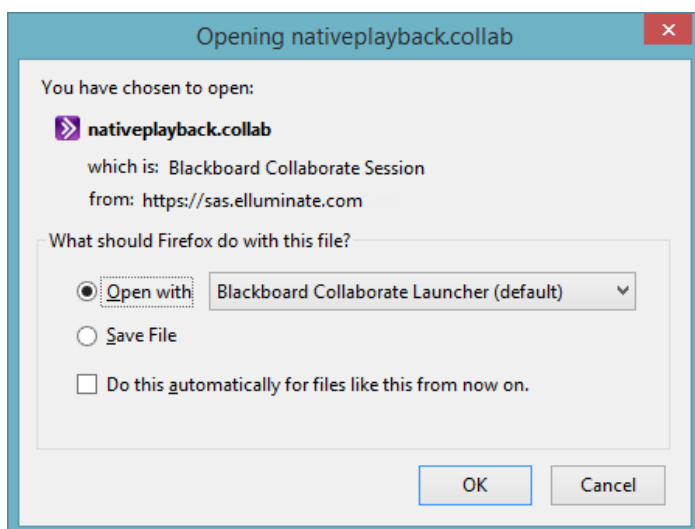 Opening nativeplayback.collab
You have chosen to open:
nativeplayback.collab
which is: Blackboard Collaborate Session
from: https://sas.elluminate.com
What should Firefox do with this file?
Open with Blackboard Collaborate Launcher (default)
Save File
Do this automatically for files like this from now on.
OK Cancel